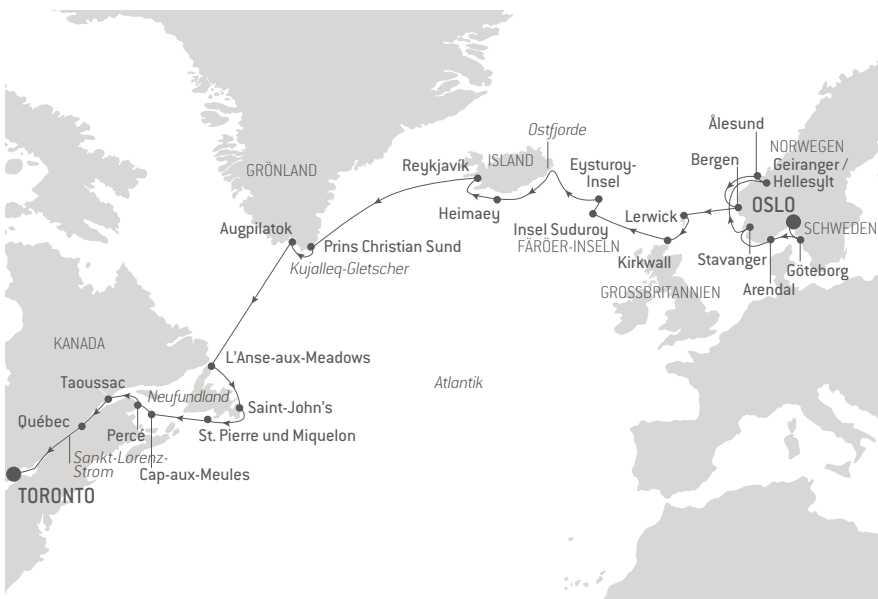 Ostfjorde
Ålesund
NORWEGEN
Reykjavík
ISLAND
Eysturoy-
Insel
Bergen
Geiranger /
Hellesylt
GRÖNLAND
OSLO
Heimaey
Lerwick
SCHWEDEN
Augpilatok
Insel Suduroy
FÄRÖER-INSELN
Prins Christian Sund
Kujalleq-Gletscher
Kirkwall
Stavanger
Göteborg
Arendal
GROSSBRITANNIEN
KANADA
L'Anse-aux-Meadows
Atlantik
Taoussac
Neufundland
Saint-John's
Québec
Percé
St. Pierre und Miquelon
Sankt-Lorenz-
Strom
Cap-aux-Meules
TORONTO